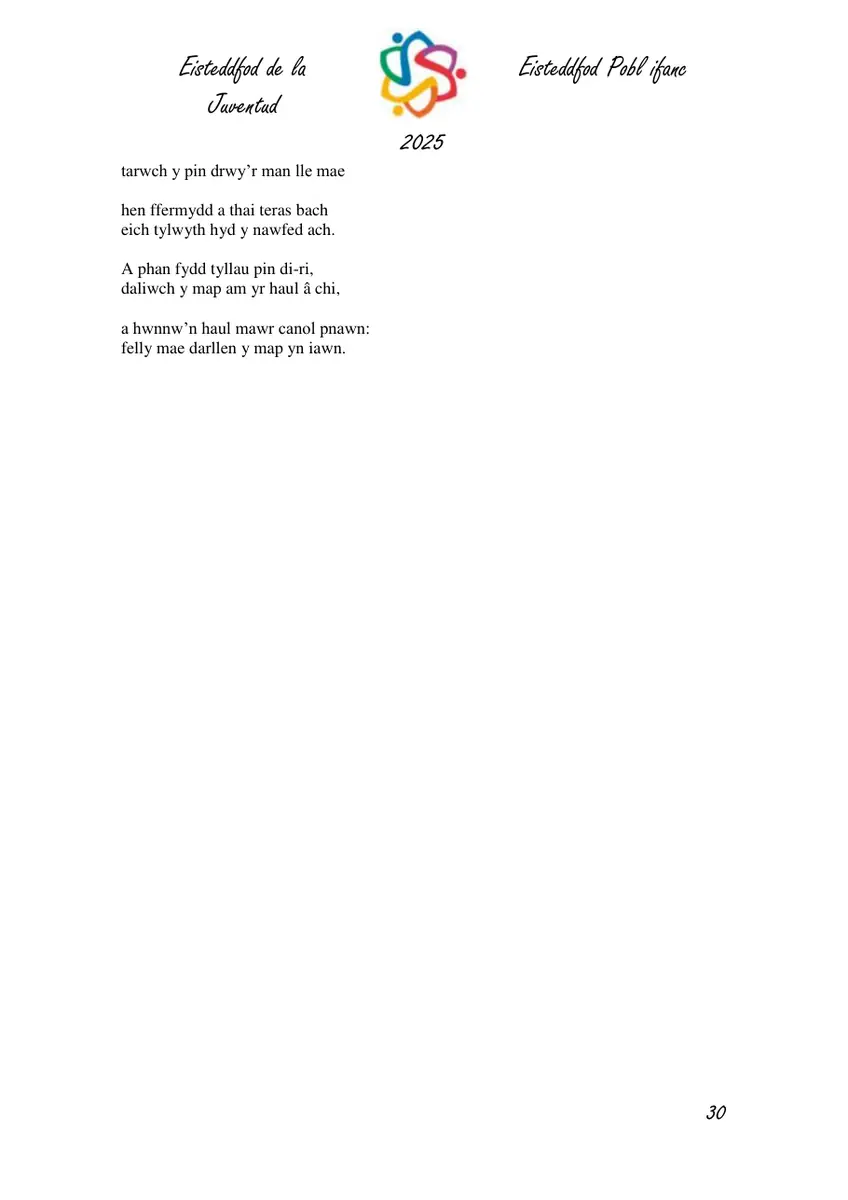 Eisteddfod de la
Juventud
Eisteddfod Pobl ifanc
2025
tarwch y pin drwy’r man lle mae
hen ffermydd a thai teras bach
eich tylwyth hyd y nawfed ach.
A phan fydd tyllau pin di-ri,
daliwch y map am yr haul â chi,
a hwnnw’n haul mawr canol pnawn:
felly mae darllen y map yn iawn.
30